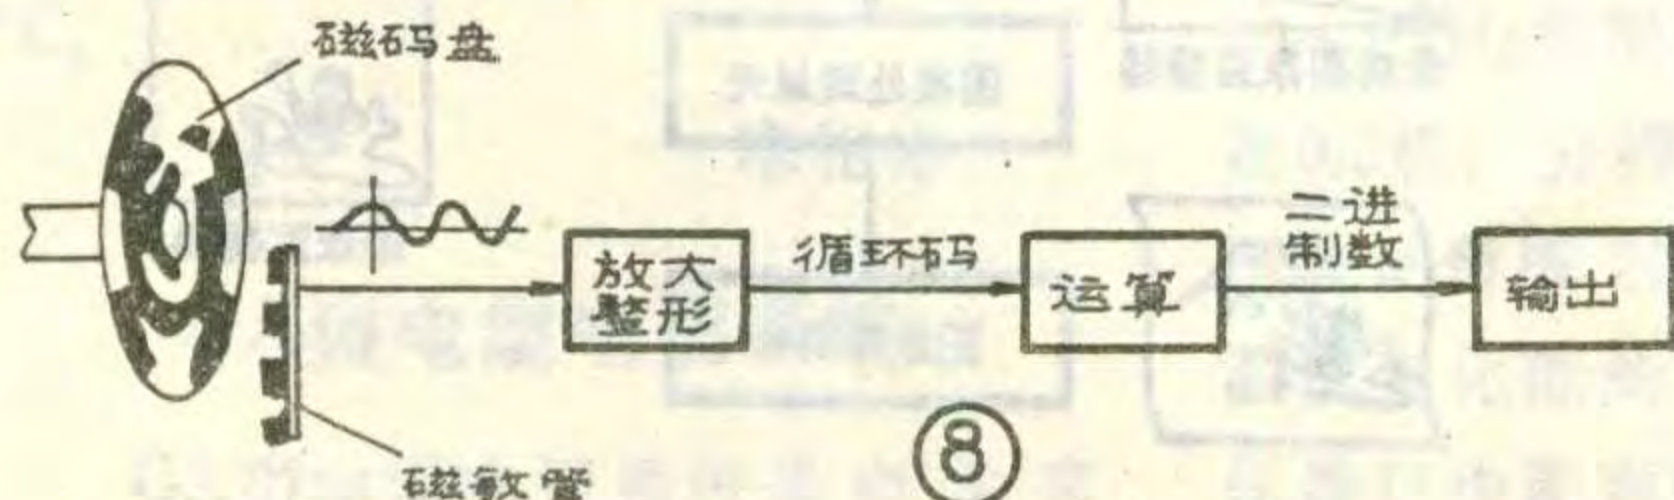 磁码盘
放大
整形
循环码
运算
二进
制数
输出
磁敏管
⑧